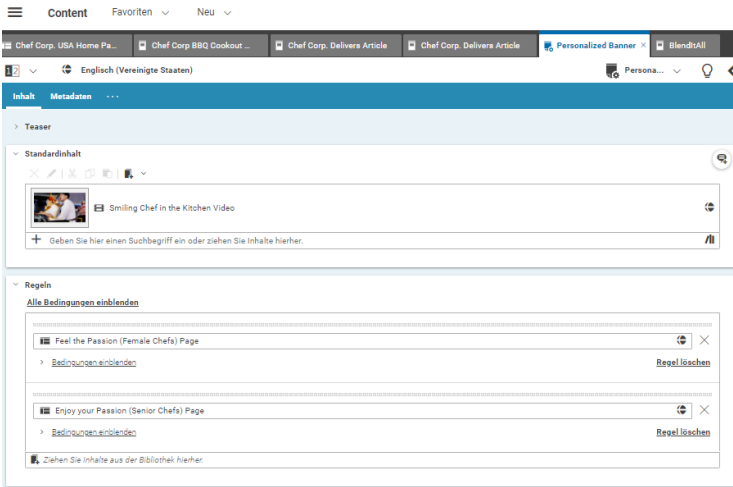 Content Favoriten Neu
Chef Corp. USA Home Pa... Chef Corp BBQ Cookout ... Chef Corp. Delivers Article Chef Corp. Delivers Article Personalized Banner × BlendItAll
1 2 Englisch (Vereinigte Staaten) Persona...
Inhalt Metadaten ...
Teaser
Standardinhalt
Smiling Chef in the Kitchen Video
Geben Sie hier einen Suchbegriff ein oder ziehen Sie Inhalte hierher.
Regeln
Alle Bedingungen einblenden
Feel the Passion (Female Chefs) Page
Bedingungen einblenden Regel löschen
Enjoy your Passion (Senior Chefs) Page
Bedingungen einblenden Regel löschen
Ziehen Sie Inhalte aus der Bibliothek hierher.